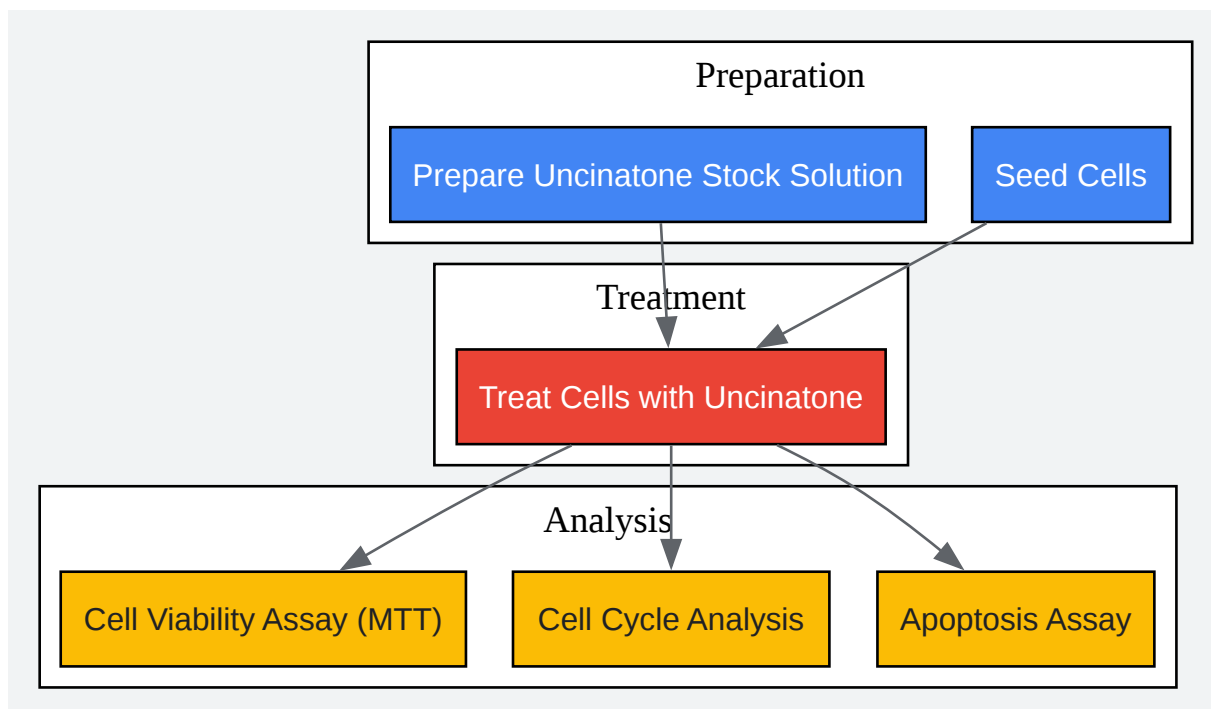 Preparation
Prepare Uncinatone Stock Solution
Seed Cells
Treatment
Treat Cells with Uncinatone
Analysis
Cell Viability Assay (MTT)
Cell Cycle Analysis
Apoptosis Assay